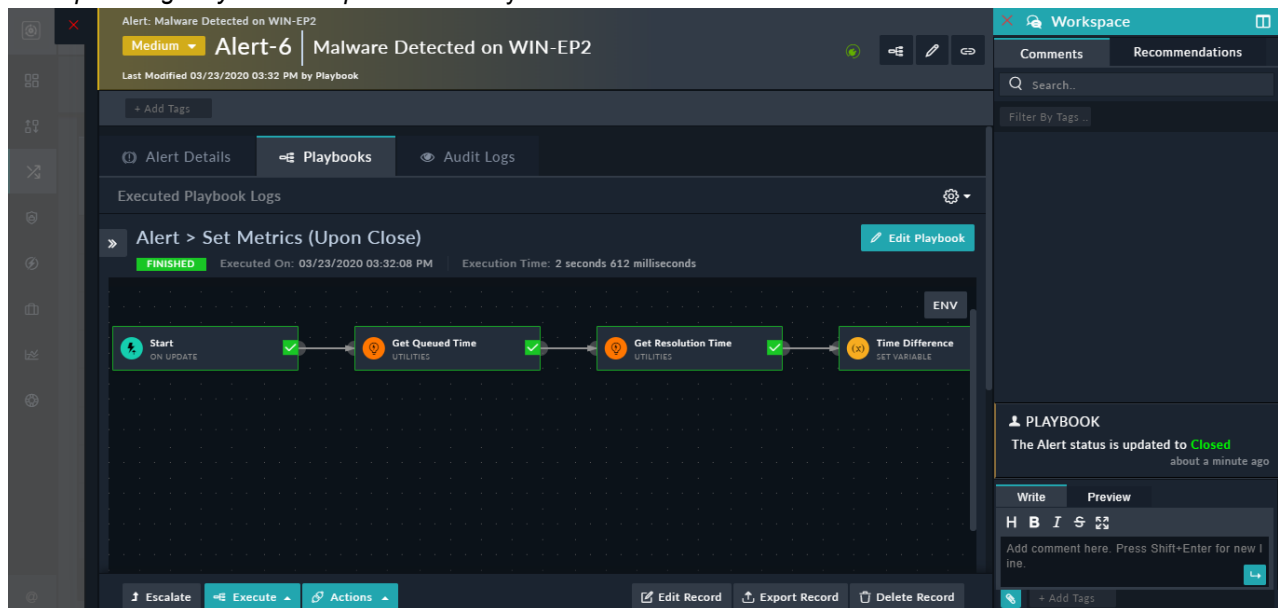 Alert: Malware Detected on WIN-EP2
Medium Alert-6 Malware Detected on WIN-EP2
Last Modified 03/23/2020 03:32 PM by Playbook
+ Add Tags
Alert Details Playbooks Audit Logs
Executed Playbook Logs
Alert > Set Metrics (Upon Close)
Edit Playbook
FINISHED Executed On: 03/23/2020 03:32:08 PM Execution Time: 2 seconds 612 milliseconds
ENV
Start
ON UPDATE
Get Queued Time
UTILITIES
Get Resolution Time
UTILITIES
(x) Time Difference
SET VARIABLE
Escalate Execute Actions Edit Record Export Record Delete Record
Workspace
Comments Recommendations
Search..
Filter By Tags ..
PLAYBOOK
The Alert status is updated to Closed
about a minute ago
Write Preview
H B I S
Add comment here. Press Shift+Enter for new l
ine.
+ Add Tags